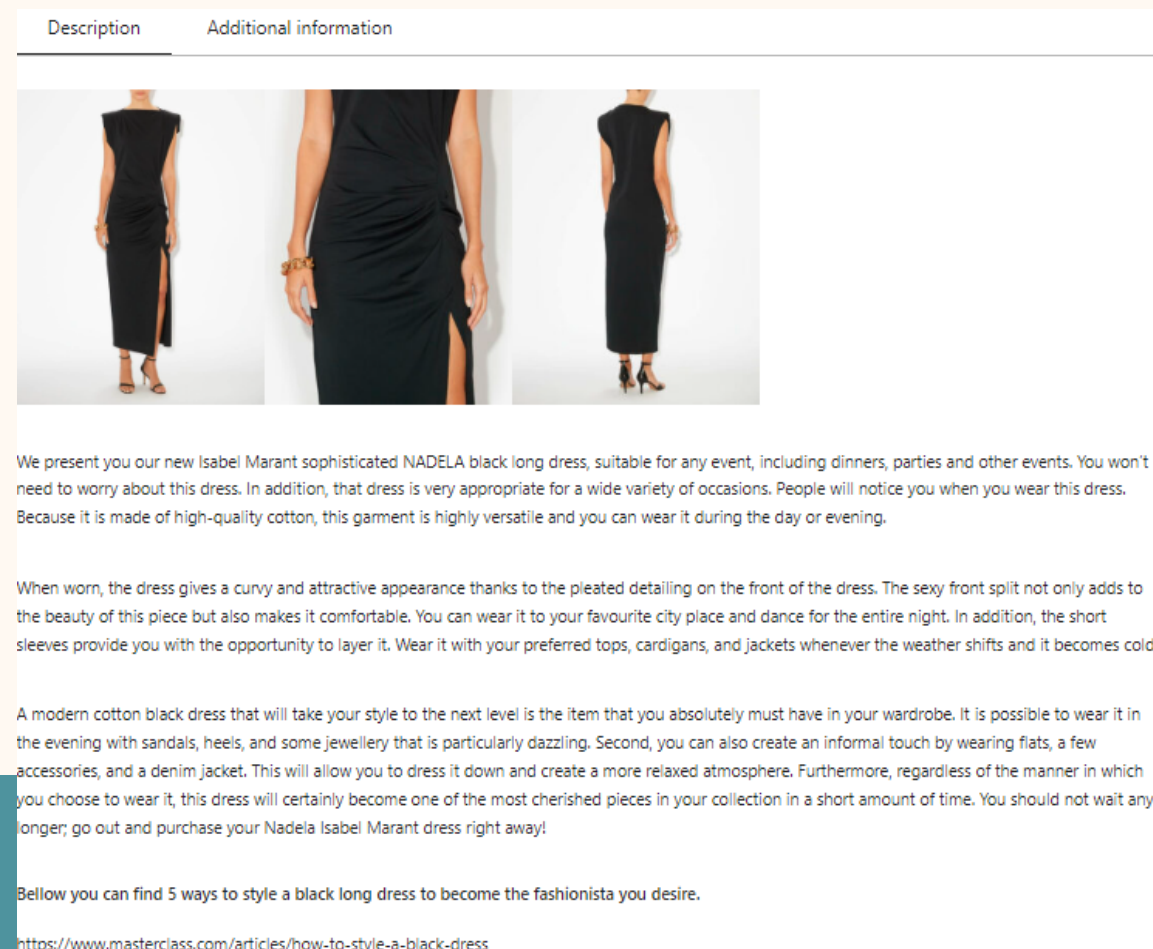 Description Additional information
We present you our new Isabel Marant sophisticated NADELA black long dress, suitable for any event, including dinners, parties and other events. You won't
need to worry about this dress. In addition, that dress is very appropriate for a wide variety of occasions. People will notice you when you wear this dress.
Because it is made of high-quality cotton, this garment is highly versatile and you can wear it during the day or evening.
When worn, the dress gives a curvy and attractive appearance thanks to the pleated detailing on the front of the dress. The sexy front split not only adds to
the beauty of this piece but also makes it comfortable. You can wear it to your favourite city place and dance for the entire night. In addition, the short
sleeves provide you with the opportunity to layer it. Wear it with your preferred tops, cardigans, and jackets whenever the weather shifts and it becomes cold
A modern cotton black dress that will take your style to the next level is the item that you absolutely must have in your wardrobe. It is possible to wear it in
the evening with sandals, heels, and some jewellery that is particularly dazzling. Second, you can also create an informal touch by wearing flats, a few
accessories, and a denim jacket. This will allow you to dress it down and create a more relaxed atmosphere. Furthermore, regardless of the manner in which
you choose to wear it, this dress will certainly become one of the most cherished pieces in your collection in a short amount of time. You should not wait any
longer; go out and purchase your Nadela Isabel Marant dress right away!
Bellow you can find 5 ways to style a black long dress to become the fashionista you desire.
https://www.masterclass.com/articles/how-to-style-a-black-dress